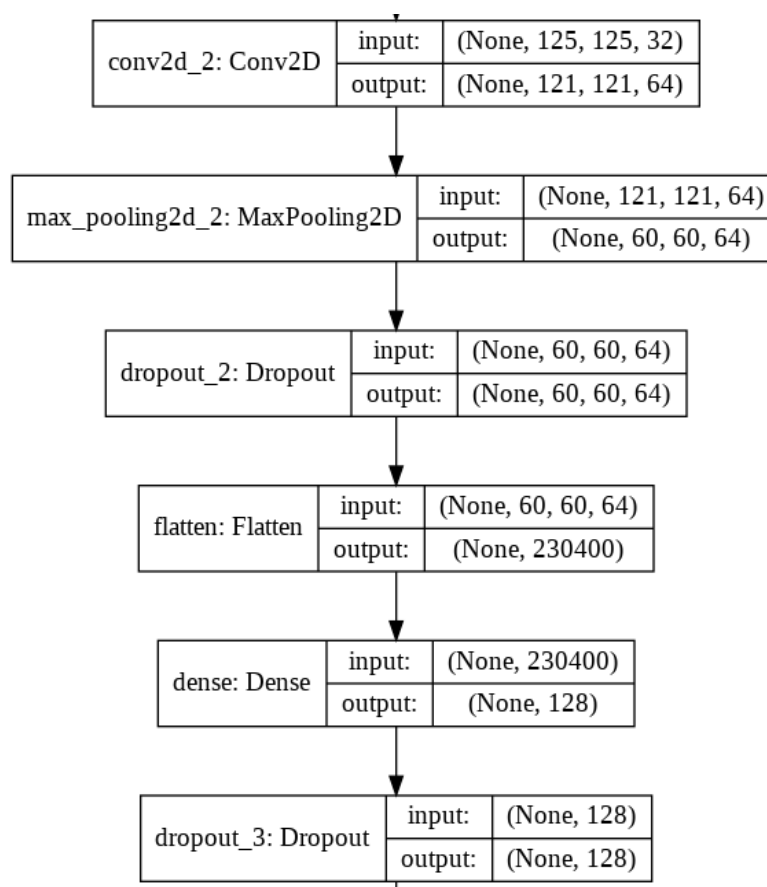 conv2d_2: Conv2D
input: (None, 125, 125, 32)
output: (None, 121, 121, 64)
max_pooling2d_2: MaxPooling2D
input: (None, 121, 121, 64)
output: (None, 60, 60, 64)
dropout_2: Dropout
input: (None, 60, 60, 64)
output: (None, 60, 60, 64)
flatten: Flatten
input: (None, 60, 60, 64)
output: (None, 230400)
dense: Dense
input: (None, 230400)
output: (None, 128)
dropout_3: Dropout
input: (None, 128)
output: (None, 128)